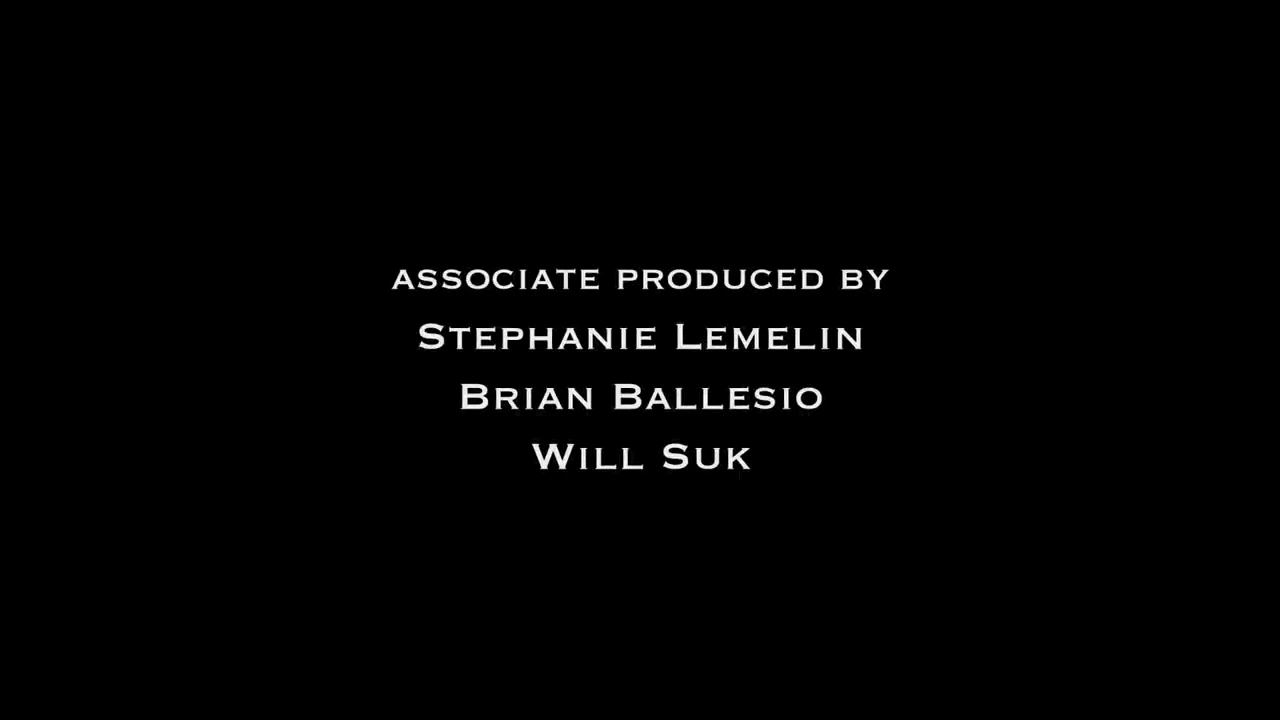 ASSOCIATE PRODUCED BY
STEPHANIE LEMELIN
BRIAN BALLESIO
WILL SUK